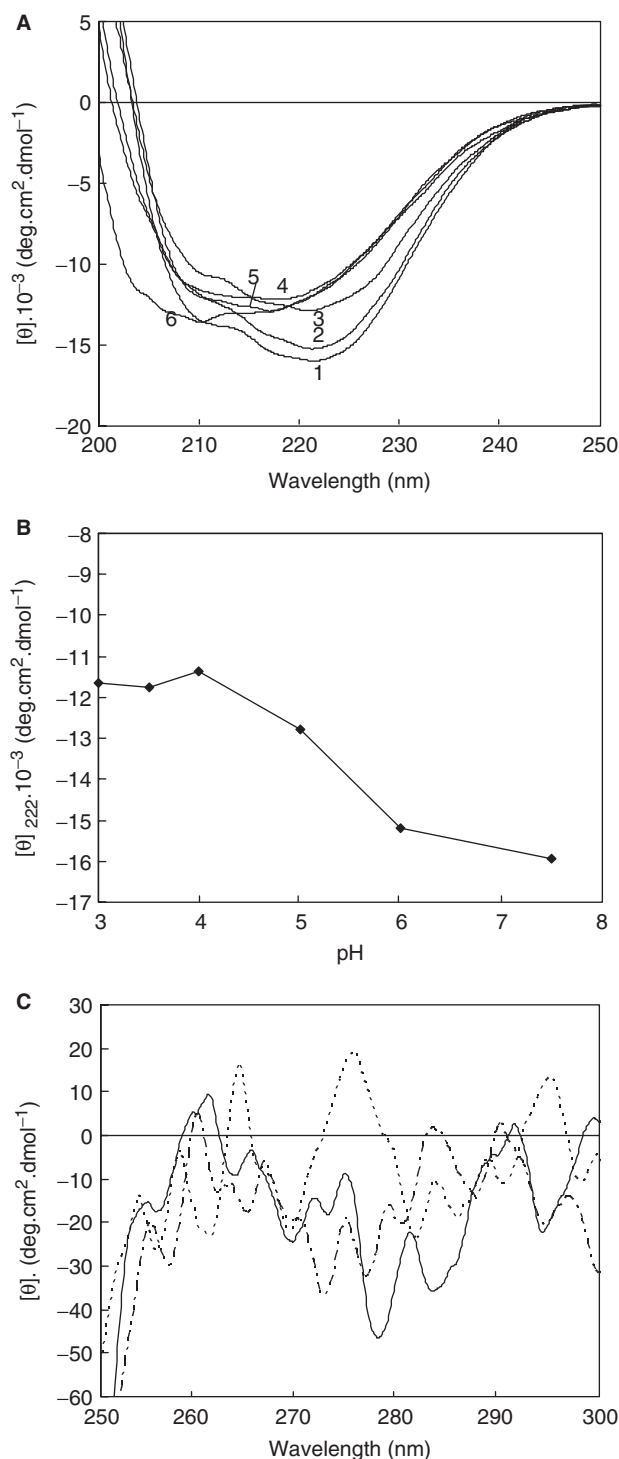 A
[θ].10⁻³ (deg.cm².dmol⁻¹)
5
0
−5
−10
−15
−20
5
4
6
3
2
1
200 210 220 230 240 250
Wavelength (nm)
B
[θ] ₂₂₂.10⁻³ (deg.cm².dmol⁻¹)
−8
−9
−10
−11
−12
−13
−14
−15
−16
−17
3 4 5 6 7 8
pH
C
[θ]. (deg.cm².dmol⁻¹)
30
20
10
0
−10
−20
−30
−40
−50
−60
250 260 270 280 290 300
Wavelength (nm)